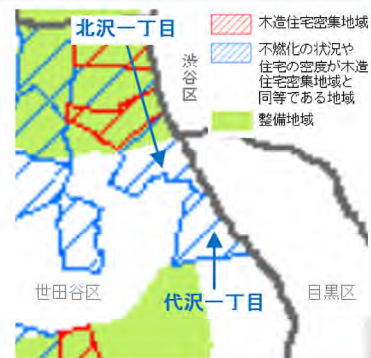 北沢一丁目
渋谷区
木造住宅密集地域
不燃化の状況や
住宅の密度が木造
住宅密集地域と
同等である地域
整備地域
世田谷区
代沢一丁目
目黒区